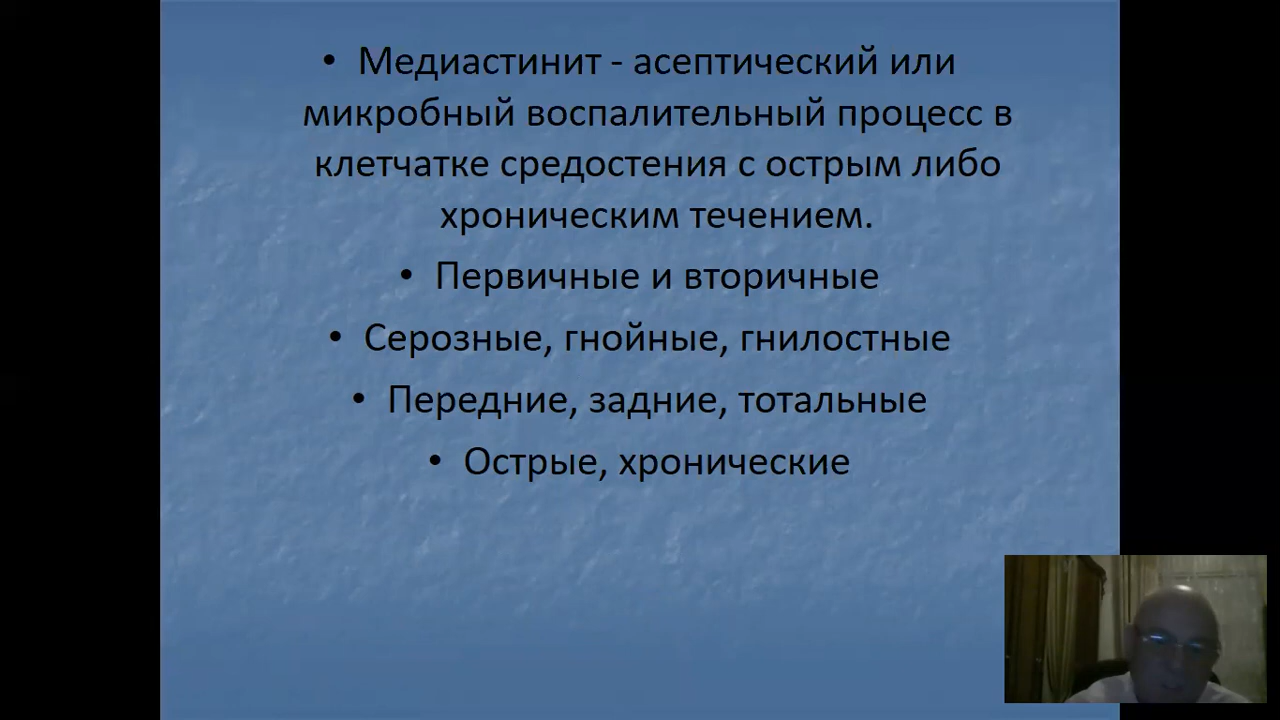 • Медиастинит - асептический или
микробный воспалительный процесс в
клетчатке средостения с острым либо
хроническим течением.
• Первичные и вторичные
• Серозные, гнойные, гнилостные
• Передние, задние, тотальные
• Острые, хронические